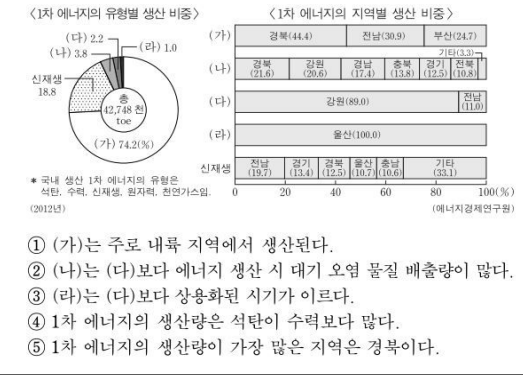 〈1차 에너지의 유형별 생산 비중〉
(다) 2.2
(나) 3.8
(라) 1.0
신재생
18.8
총
42,748 천
toe
(가) 74.2(%)
* 국내 생산 1차 에너지의 유형은
석탄, 수력, 신재생, 원자력, 천연가스임.
(2012년)
〈1차 에너지의 지역별 생산 비중〉
(가) 경북(44.4) 전남(30.9) 부산(24.7)
기타(3.3)
(나) 경북 (21.6) 강원 (20.6) 경남 (17.4) 충북 (13.8) 경기 (12.5) 전북 (10.8)
(다) 강원(89.0) 전남 (11.0)
(라) 울산(100.0)
신재생 전남 (19.7) 경기 (13.4) 경북 (12.5) 울산 (10.7) 충남 (10.6) 기타 (33.1)
0 20 40 60 80 100(%)
(에너지경제연구원)
① (가)는 주로 내륙 지역에서 생산된다.
② (나)는 (다)보다 에너지 생산 시 대기 오염 물질 배출량이 많다.
③ (라)는 (다)보다 상용화된 시기가 이르다.
④ 1차 에너지의 생산량은 석탄이 수력보다 많다.
⑤ 1차 에너지의 생산량이 가장 많은 지역은 경북이다.